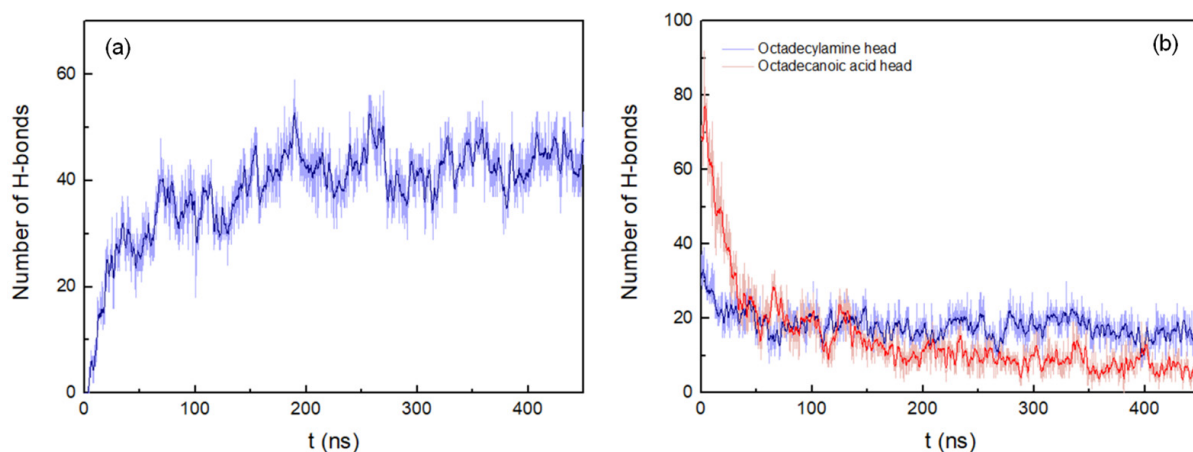 (a)
Number of H-bonds
60
40
20
0
0 100 200 300 400
t (ns)
(b)
Octadecylamine head
Octadecanoic acid head
Number of H-bonds
100
80
60
40
20
0
0 100 200 300 400
t (ns)